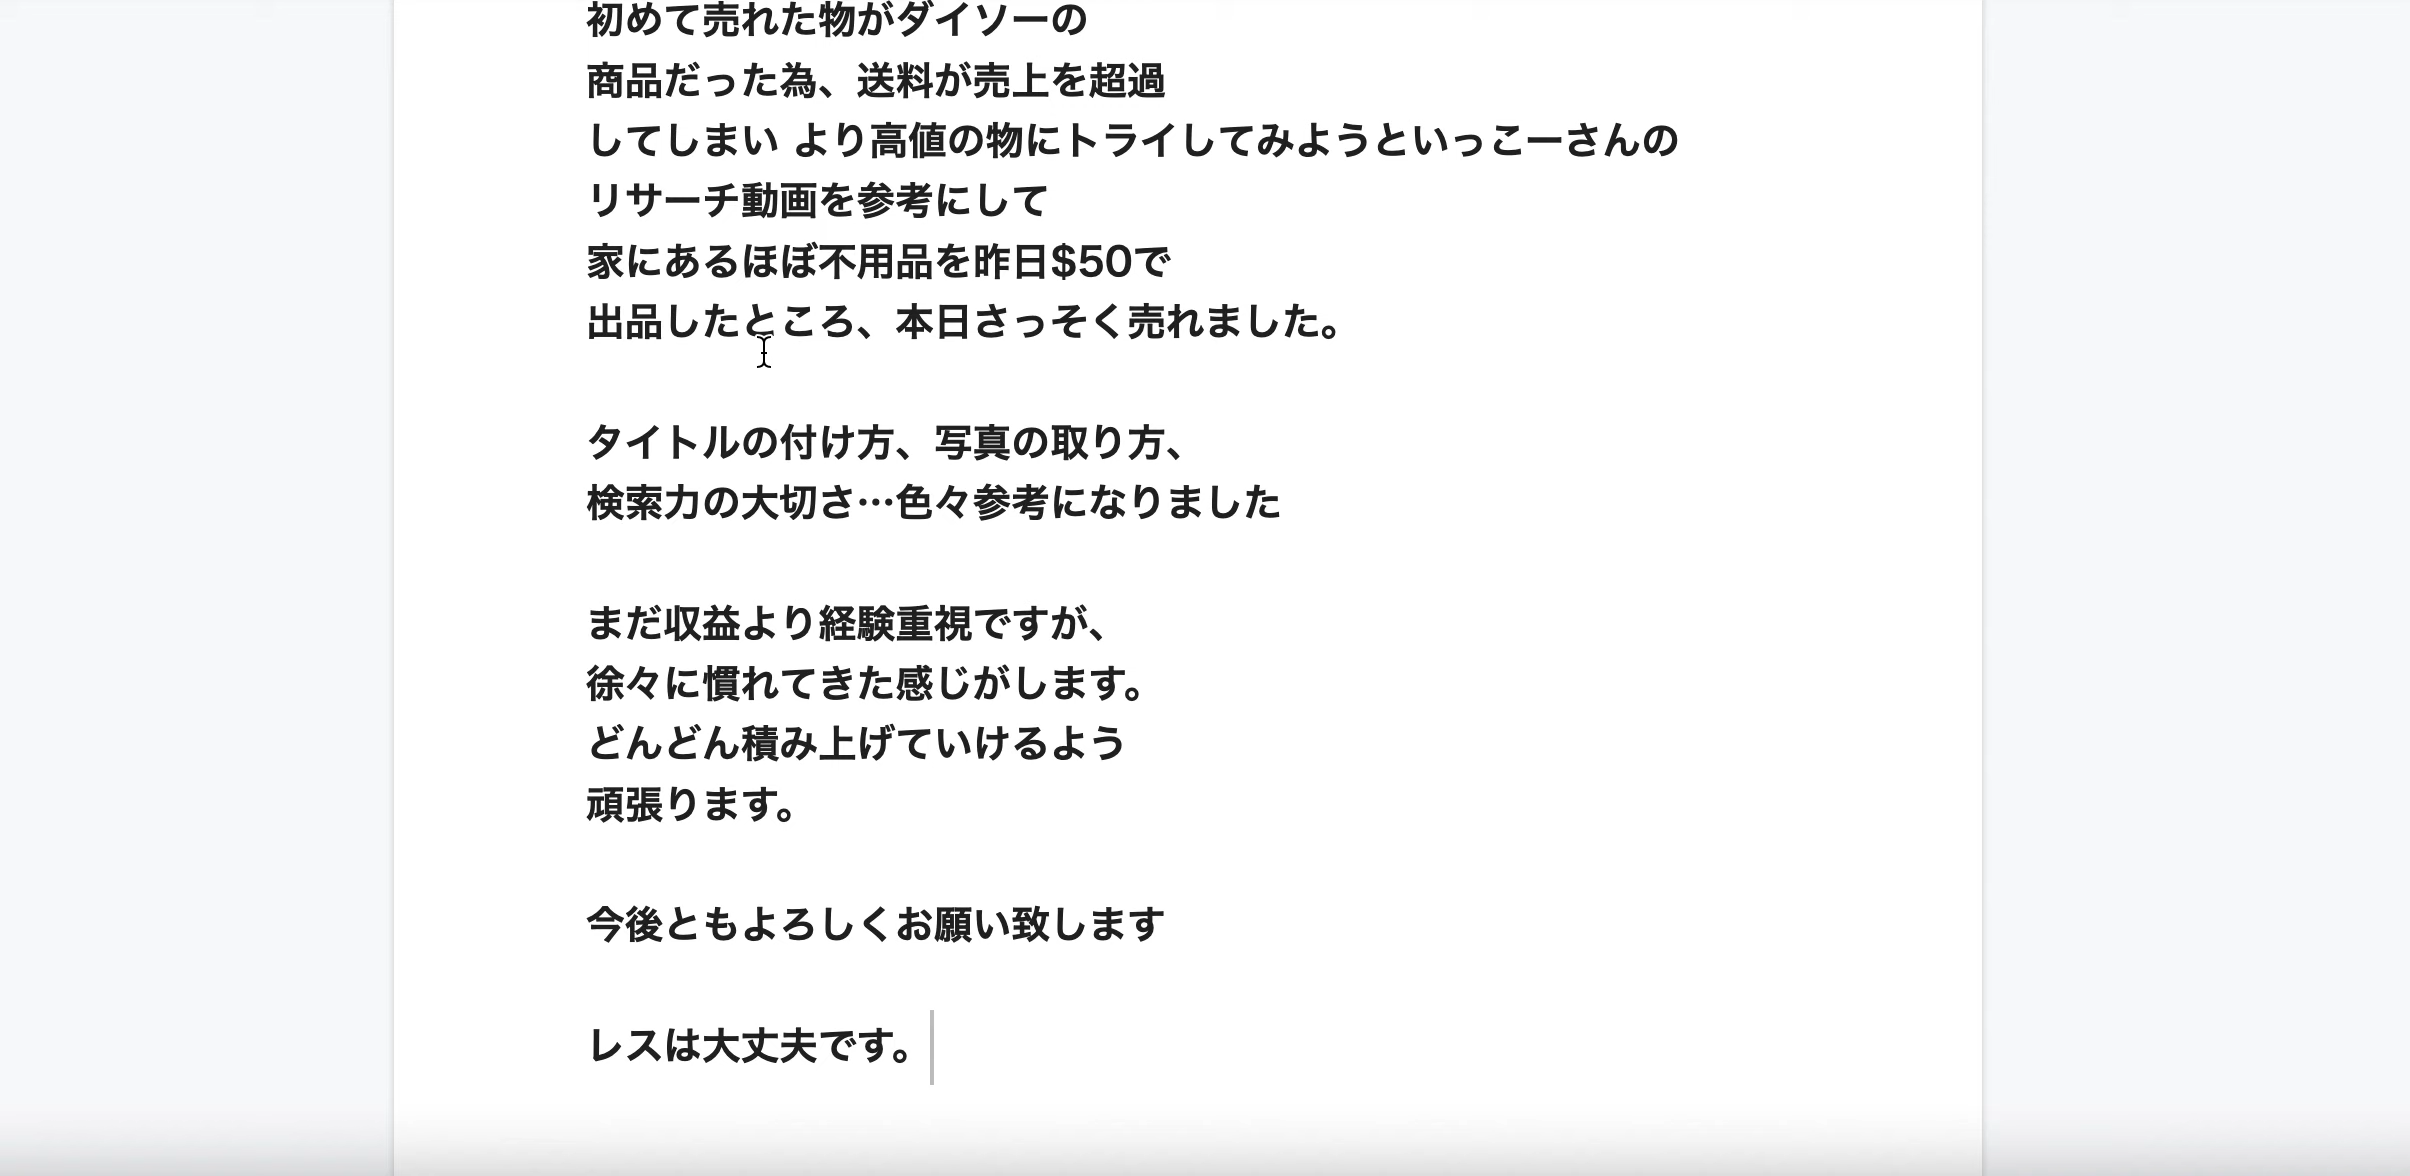 初めて売れた物がダイソーの
商品だった為、送料が売上を超過
してしまい より高値の物にトライしてみようといっこーさんの
リサーチ動画を参考にして
家にあるほぼ不用品を昨日$50で
出品したところ、本日さっそく売れました。
タイトルの付け方、写真の取り方、
検索力の大切さ…色々参考になりました
まだ収益より経験重視ですが、
徐々に慣れてきた感じがします。
どんどん積み上げていけるよう
頑張ります。
今後ともよろしくお願い致します
レスは大丈夫です。